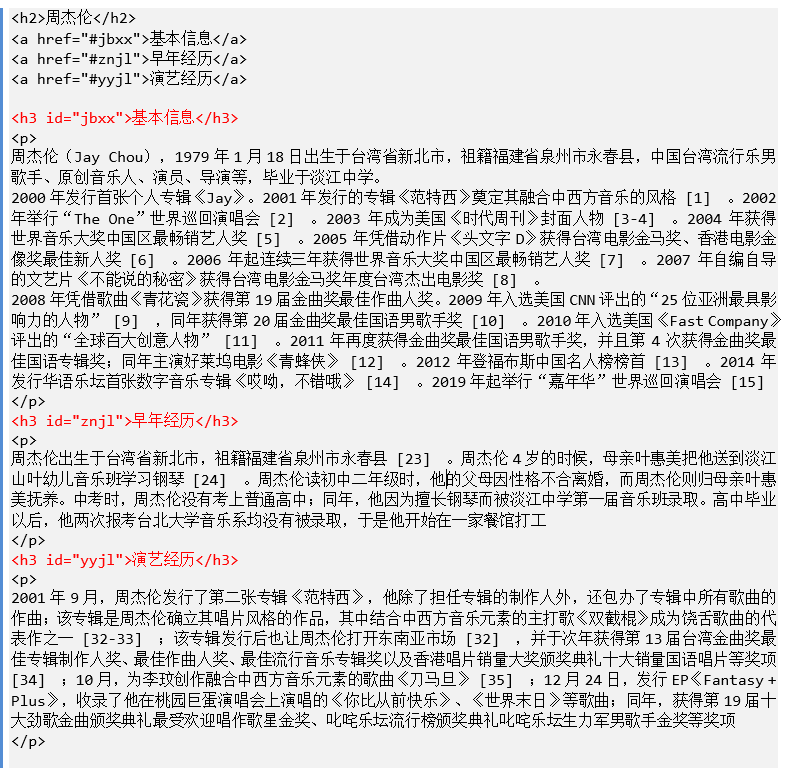 <h2>周杰伦</h2>
<a href="#jbxx">基本信息</a>
<a href="#znjl">早年经历</a>
<a href="#yyjl">演艺经历</a>
<h3 id="jbxx">基本信息</h3>
<p>
周杰伦（Jay Chou），1979 年 1 月 18 日出生于台湾省新北市，祖籍福建省泉州市永春县，中国台湾流行乐男
歌手、原创音乐人、演员、导演等，毕业于淡江中学。
2000 年发行首张个人专辑《Jay》。2001 年发行的专辑《范特西》奠定其融合中西方音乐的风格 [1] 。2002
年举行“The One”世界巡回演唱会 [2] 。2003 年成为美国《时代周刊》封面人物 [3-4] 。2004 年获得
世界音乐大奖中国区最畅销艺人奖 [5] 。2005 年凭借动作片《头文字 D》获得台湾电影金马奖、香港电影金
像奖最佳新人奖 [6] 。2006 年起连续三年获得世界音乐大奖中国区最畅销艺人奖 [7] 。2007 年自编自导
的文艺片《不能说的秘密》获得台湾电影金马奖年度台湾杰出电影奖 [8] 。
2008 年凭借歌曲《青花瓷》获得第 19 届金曲奖最佳作曲人奖。2009 年入选美国 CNN 评出的“25 位亚洲最具影
响力的人物” [9] ，同年获得第 20 届金曲奖最佳国语男歌手奖 [10] 。2010 年入选美国《Fast Company》
评出的“全球百大创意人物” [11] 。2011 年再度获得金曲奖最佳国语男歌手奖，并且第 4 次获得金曲奖最
佳国语专辑奖；同年主演好莱坞电影《青蜂侠》 [12] 。2012 年登福布斯中国名人榜榜首 [13] 。2014 年
发行华语乐坛首张数字音乐专辑《哎呦，不错哦》 [14] 。2019 年起举行“嘉年华”世界巡回演唱会 [15]
</p>
<h3 id="znjl">早年经历</h3>
<p>
周杰伦出生于台湾省新北市，祖籍福建省泉州市永春县 [23] 。周杰伦 4 岁的时候，母亲叶惠美把他送到淡江
山叶幼儿音乐班学习钢琴 [24] 。周杰伦读初中二年级时，他的父母因性格不合离婚，而周杰伦则归母亲叶惠
美抚养。中考时，周杰伦没有考上普通高中；同年，他因为擅长钢琴而被淡江中学第一届音乐班录取。高中毕业
以后，他两次报考台北大学音乐系均没有被录取，于是他开始在一家餐馆打工
</p>
<h3 id="yyjl">演艺经历</h3>
<p>
2001 年 9 月，周杰伦发行了第二张专辑《范特西》，他除了担任专辑的制作人外，还包办了专辑中所有歌曲的
作曲；该专辑是周杰伦确立其唱片风格的作品，其中结合中西方音乐元素的主打歌《双截棍》成为饶舌歌曲的代
表作之一 [32-33] ；该专辑发行后也让周杰伦打开东南亚市场 [32] ，并于次年获得第 13 届台湾金曲奖最
佳专辑制作人奖、最佳作曲人奖、最佳流行音乐专辑奖以及香港唱片销量大奖颁奖典礼十大销量国语唱片等奖项
[34] ；10 月，为李玟创作融合中西方音乐元素的歌曲《刀马旦》 [35] ；12 月 24 日，发行 EP《Fantasy +
Plus》，收录了他在桃园巨蛋演唱会上演唱的《你比从前快乐》、《世界末日》等歌曲；同年，获得第 19 届十
大劲歌金曲颁奖典礼最受欢迎唱作歌星金奖、叱咤乐坛流行榜颁奖典礼叱咤乐坛生力军男歌手金奖等奖项
</p>